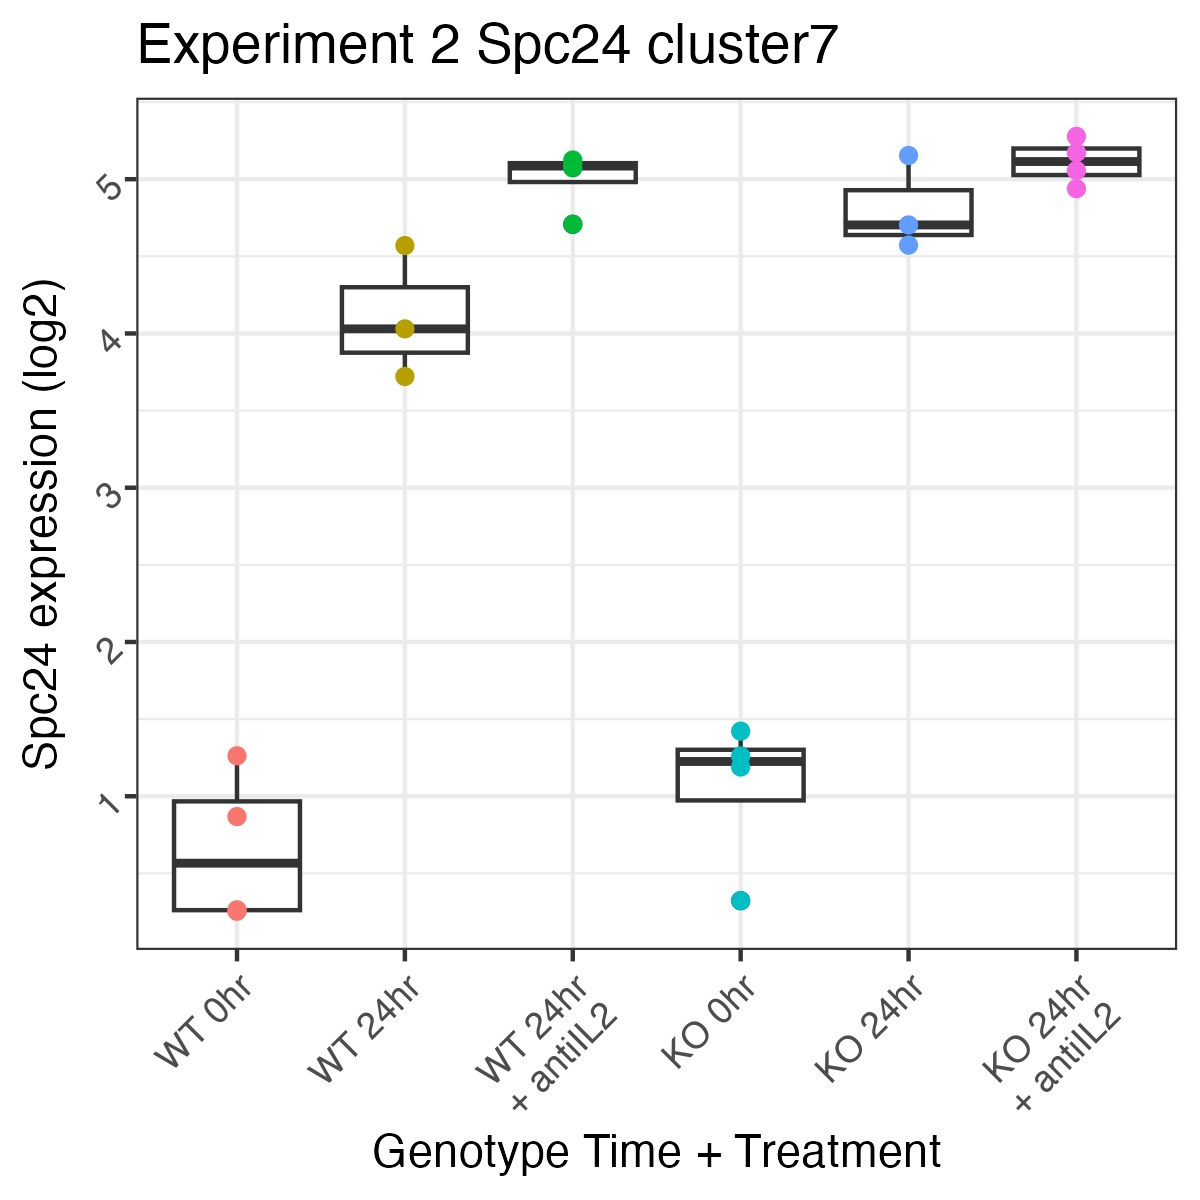 Experiment 2 Spc24 cluster7
Spc24 expression (log2)
5
4
3
2
1
WT 0hr
WT 24hr
WT 24hr
+ antiIL2
KO 0hr
KO 24hr
KO 24hr
+ antiIL2
Genotype Time + Treatment